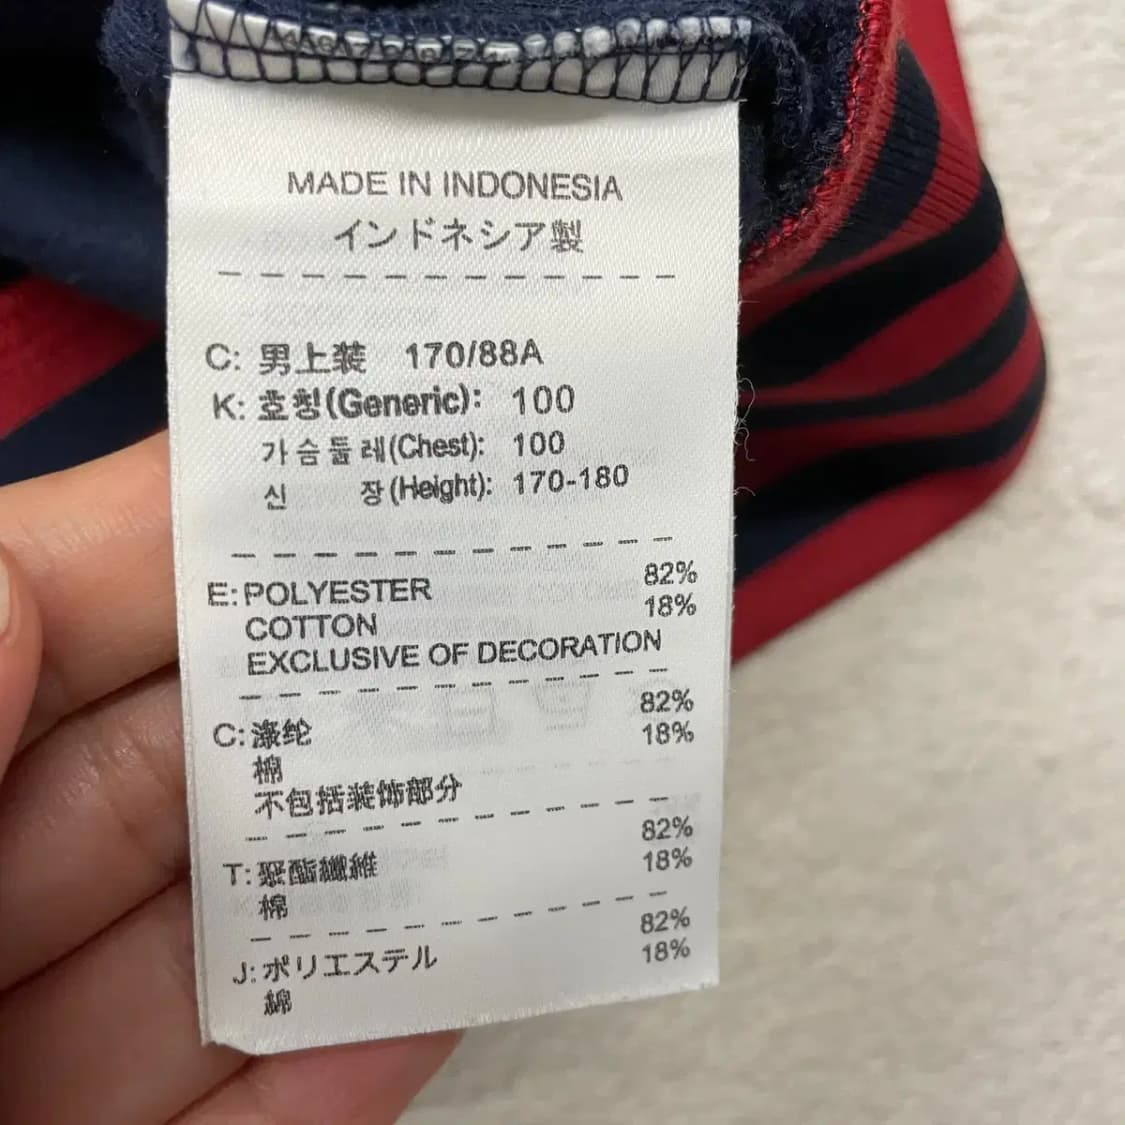 MADE IN INDONESIA
インドネシア製
C: 男上装 170/88A
K: 호칭(Generic): 100
가슴둘레(Chest): 100
신 장(Height): 170-180
E: POLYESTER 82%
COTTON 18%
EXCLUSIVE OF DECORATION
C: 涤纶 82%
棉 18%
不包括装饰部分
T: 聚酯纖維 82%
棉 18%
J: ポリエステル 82%
綿 18%